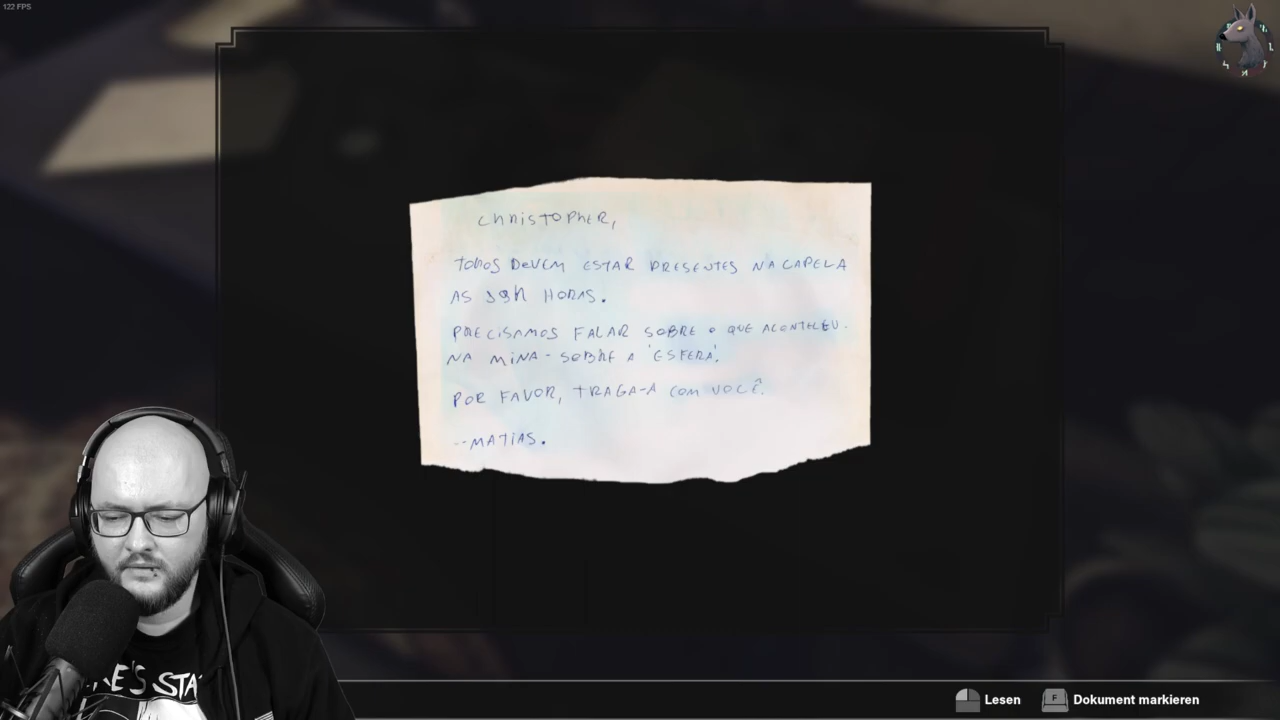 122 FPS
CHRISTOPHER,
TODOS DEVEM ESTAR PRESENTES NA CAPELA
AS HORAS.
PRECISAMOS FALAR SOBRE O QUE ACONTECEU.
NA MINA - SOBRE A 'ESFERA'.
POR FAVOR, TRAGA-A COM VOCÊ.
--MATIAS.
Lesen
F Dokument markieren